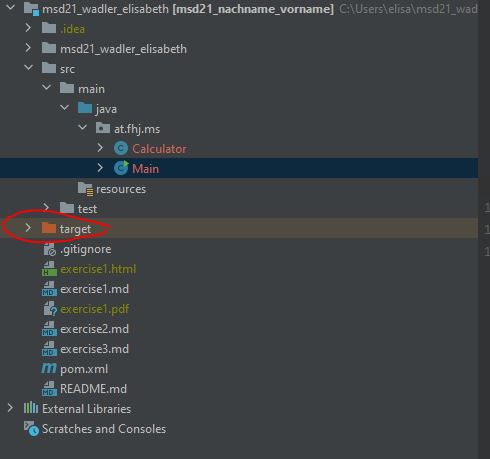 msd21_wadler_elisabeth [msd21_nachname_vorname] C:\Users\elisa\msd21_wad
.idea
msd21_wadler_elisabeth
src
main
java
at.fhj.ms
Calculator
Main
resources
test
target
.gitignore
exercise1.html
exercise1.md
exercise1.pdf
exercise2.md
exercise3.md
pom.xml
README.md
External Libraries
Scratches and Consoles